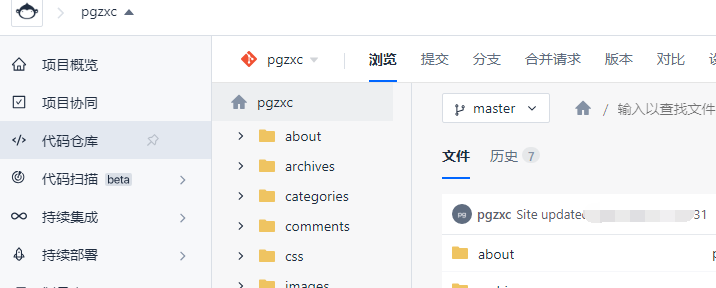 pgzxc
项目概览
项目协同
代码仓库
代码扫描 beta
持续集成
持续部署
pgzxc
浏览 提交 分支 合并请求 版本 对比
pgzxc
about
archives
categories
comments
css
images
master
/ 输入以查找文件
文件 历史 7
pg pgzxc Site updated 31
about